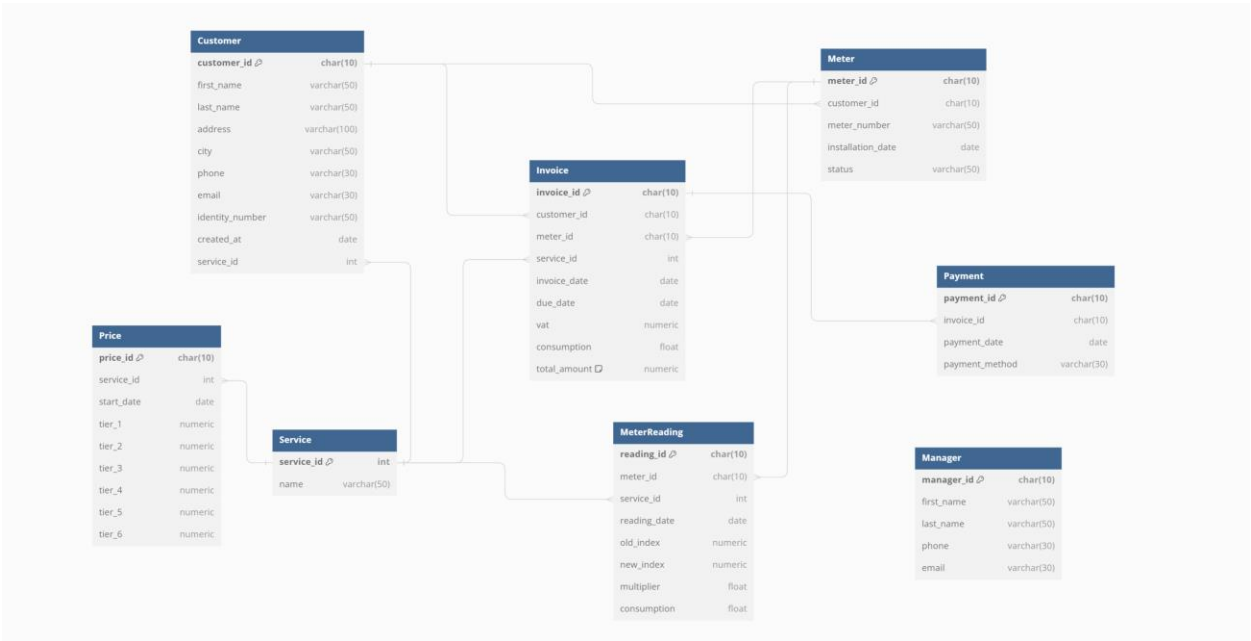 Customer
customer_id char(10)
first_name varchar(50)
last_name varchar(50)
address varchar(100)
city varchar(50)
phone varchar(30)
email varchar(30)
identity_number varchar(50)
created_at date
service_id int
Meter
meter_id char(10)
customer_id char(10)
meter_number varchar(50)
installation_date date
status varchar(50)
Invoice
invoice_id char(10)
customer_id char(10)
meter_id char(10)
service_id int
invoice_date date
due_date date
vat numeric
consumption float
total_amount numeric
Payment
payment_id char(10)
invoice_id char(10)
payment_date date
payment_method varchar(30)
Price
price_id char(10)
service_id int
start_date date
tier_1 numeric
tier_2 numeric
tier_3 numeric
tier_4 numeric
tier_5 numeric
tier_6 numeric
Service
service_id int
name varchar(50)
MeterReading
reading_id char(10)
meter_id char(10)
service_id int
reading_date date
old_index numeric
new_index numeric
multiplier float
consumption float
Manager
manager_id char(10)
first_name varchar(50)
last_name varchar(50)
phone varchar(30)
email varchar(30)